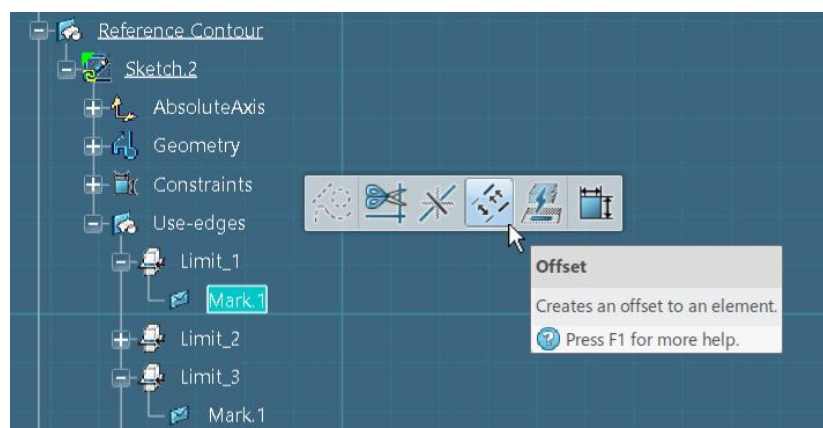 Reference Contour
Sketch.2
AbsoluteAxis
Geometry
Constraints
Use-edges
Limit_1
Mark.1
Limit_2
Limit_3
Mark.1
Offset
Creates an offset to an element.
Press F1 for more help.